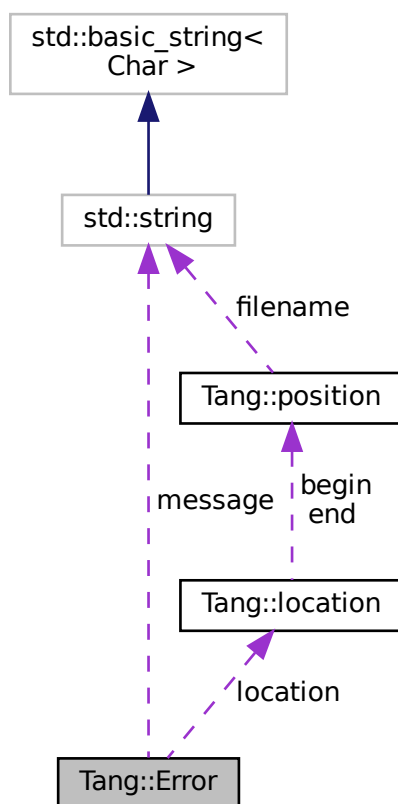 std::basic_string<
Char >
std::string
filename
Tang::position
message
begin
end
Tang::location
location
Tang::Error